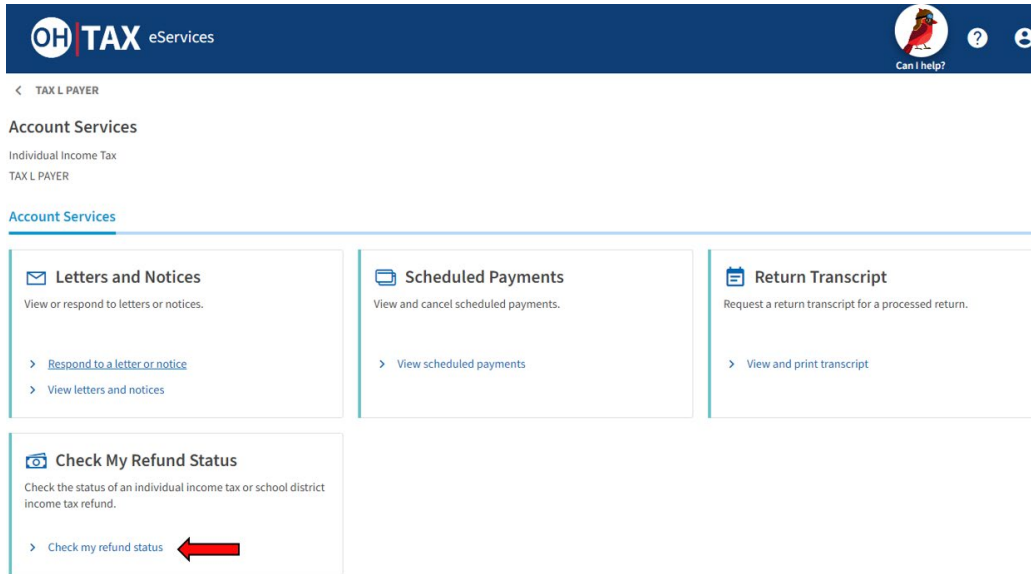 OH|TAX eServices
Can I help?
?
< TAX L PAYER
Account Services
Individual Income Tax
TAX L PAYER
Account Services
Letters and Notices
View or respond to letters or notices.
> Respond to a letter or notice
> View letters and notices
Scheduled Payments
View and cancel scheduled payments.
> View scheduled payments
Return Transcript
Request a return transcript for a processed return.
> View and print transcript
Check My Refund Status
Check the status of an individual income tax or school district
income tax refund.
> Check my refund status